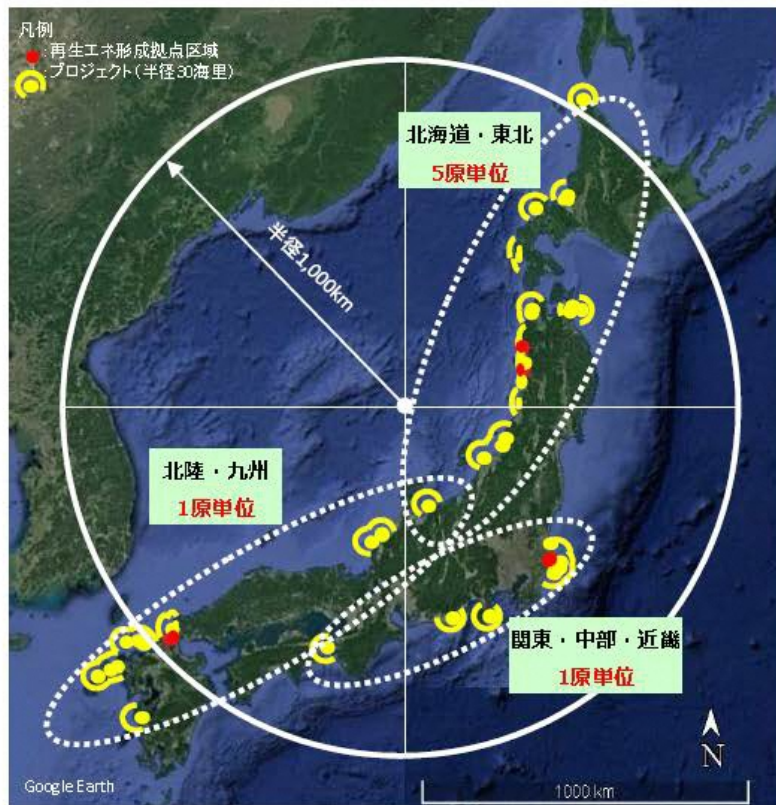 凡例
：再生エネ形成拠点区域
：プロジェクト(半径30海里)
北海道・東北
5原単位
半径1,000km
北陸・九州
1原単位
関東・中部・近畿
1原単位
N
Google Earth
1000 km